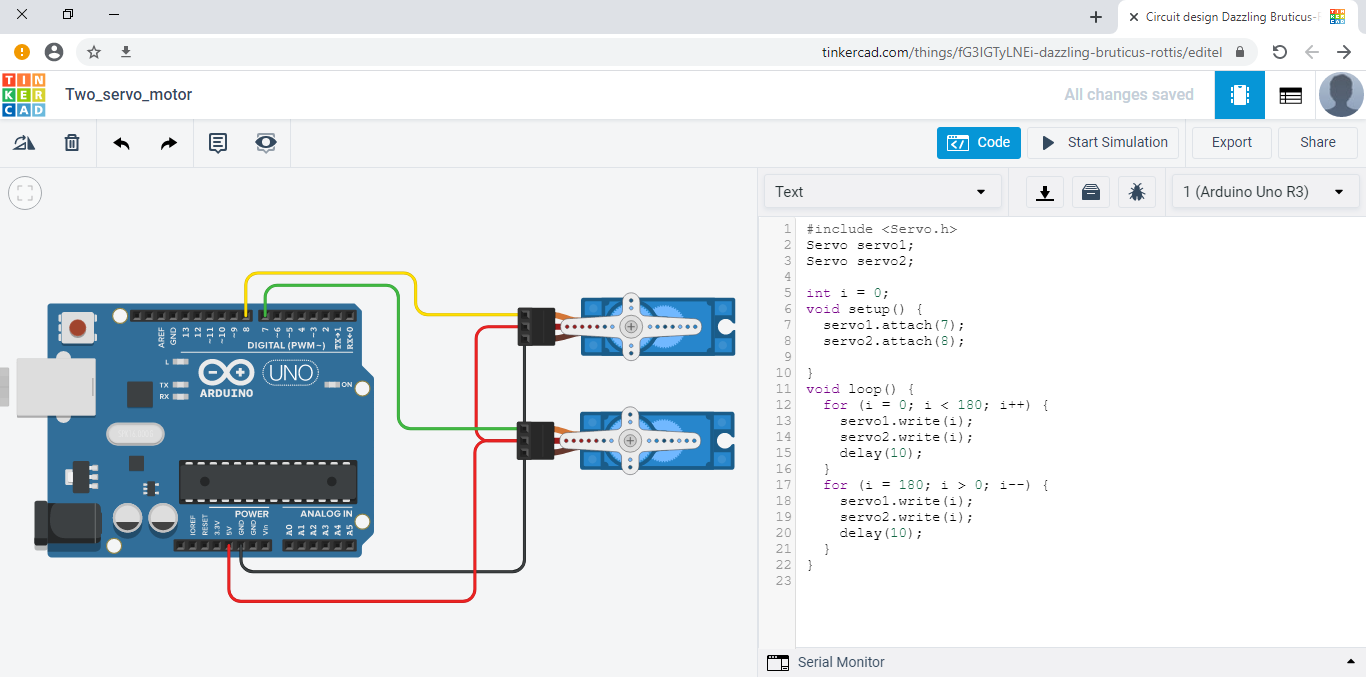 Circuit design Dazzling Bruticus-
tinkercad.com/things/fG3IGTyLNEi-dazzling-bruticus-rottis/editel
TIN
KER
CAD
Two_servo_motor
All changes saved
Code
Start Simulation
Export
Share
Text
1 (Arduino Uno R3)
1 #include <Servo.h>
2 Servo servo1;
3 Servo servo2;
4
5 int i = 0;
6 void setup() {
7   servo1.attach(7);
8   servo2.attach(8);
9
10 }
11 void loop() {
12   for (i = 0; i < 180; i++) {
13     servo1.write(i);
14     servo2.write(i);
15     delay(10);
16   }
17   for (i = 180; i > 0; i--) {
18     servo1.write(i);
19     servo2.write(i);
20     delay(10);
21   }
22 }
23
AREF GND 13 12 ~11 ~10 ~9 8 7 ~6 ~5 4 ~3 2 TX→1 RX←0
DIGITAL (PWM~)
L
TX
RX
ARDUINO
UNO
ON
POWER
ANALOG IN
IOREF RESET 3.3V 5V GND GND Vin A0 A1 A2 A3 A4 A5
Serial Monitor